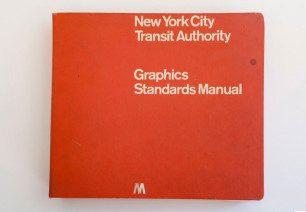 New York City
Transit Authority
Graphics
Standards Manual
M